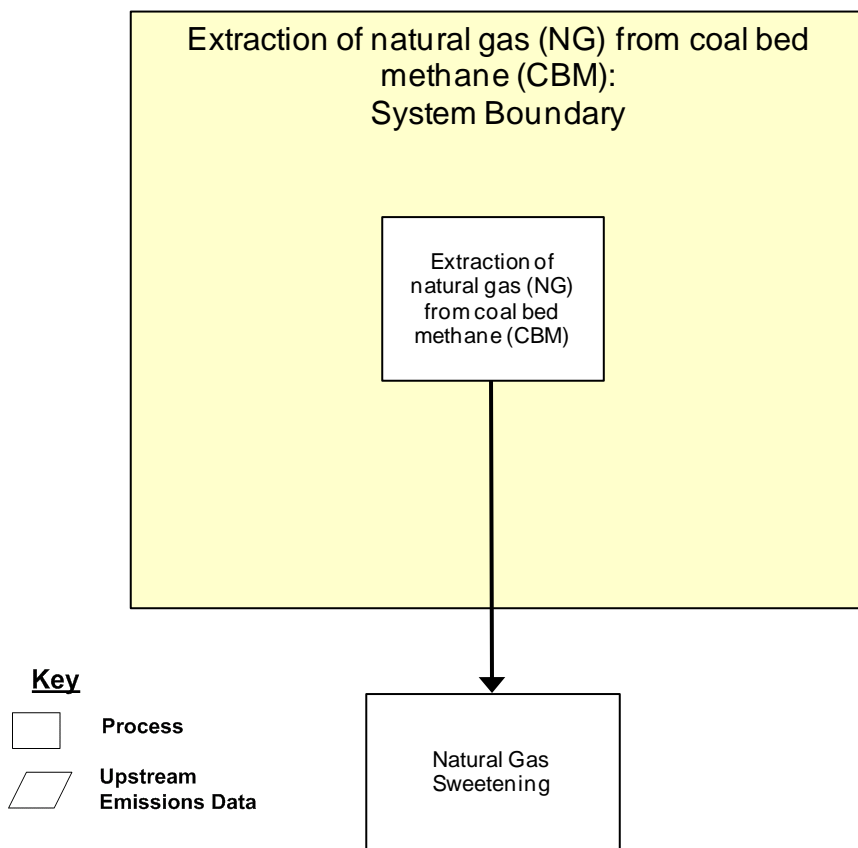 Extraction of natural gas (NG) from coal bed
methane (CBM):
System Boundary
Extraction of
natural gas (NG)
from coal bed
methane (CBM)
Key
Process
Upstream
Emissions Data
Natural Gas
Sweetening